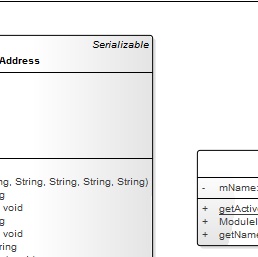 Serializable
Address
ng, String, String, String, String)
g
void
g
void
ring
- mName:
+ getActiv
+ ModuleI
+ getName